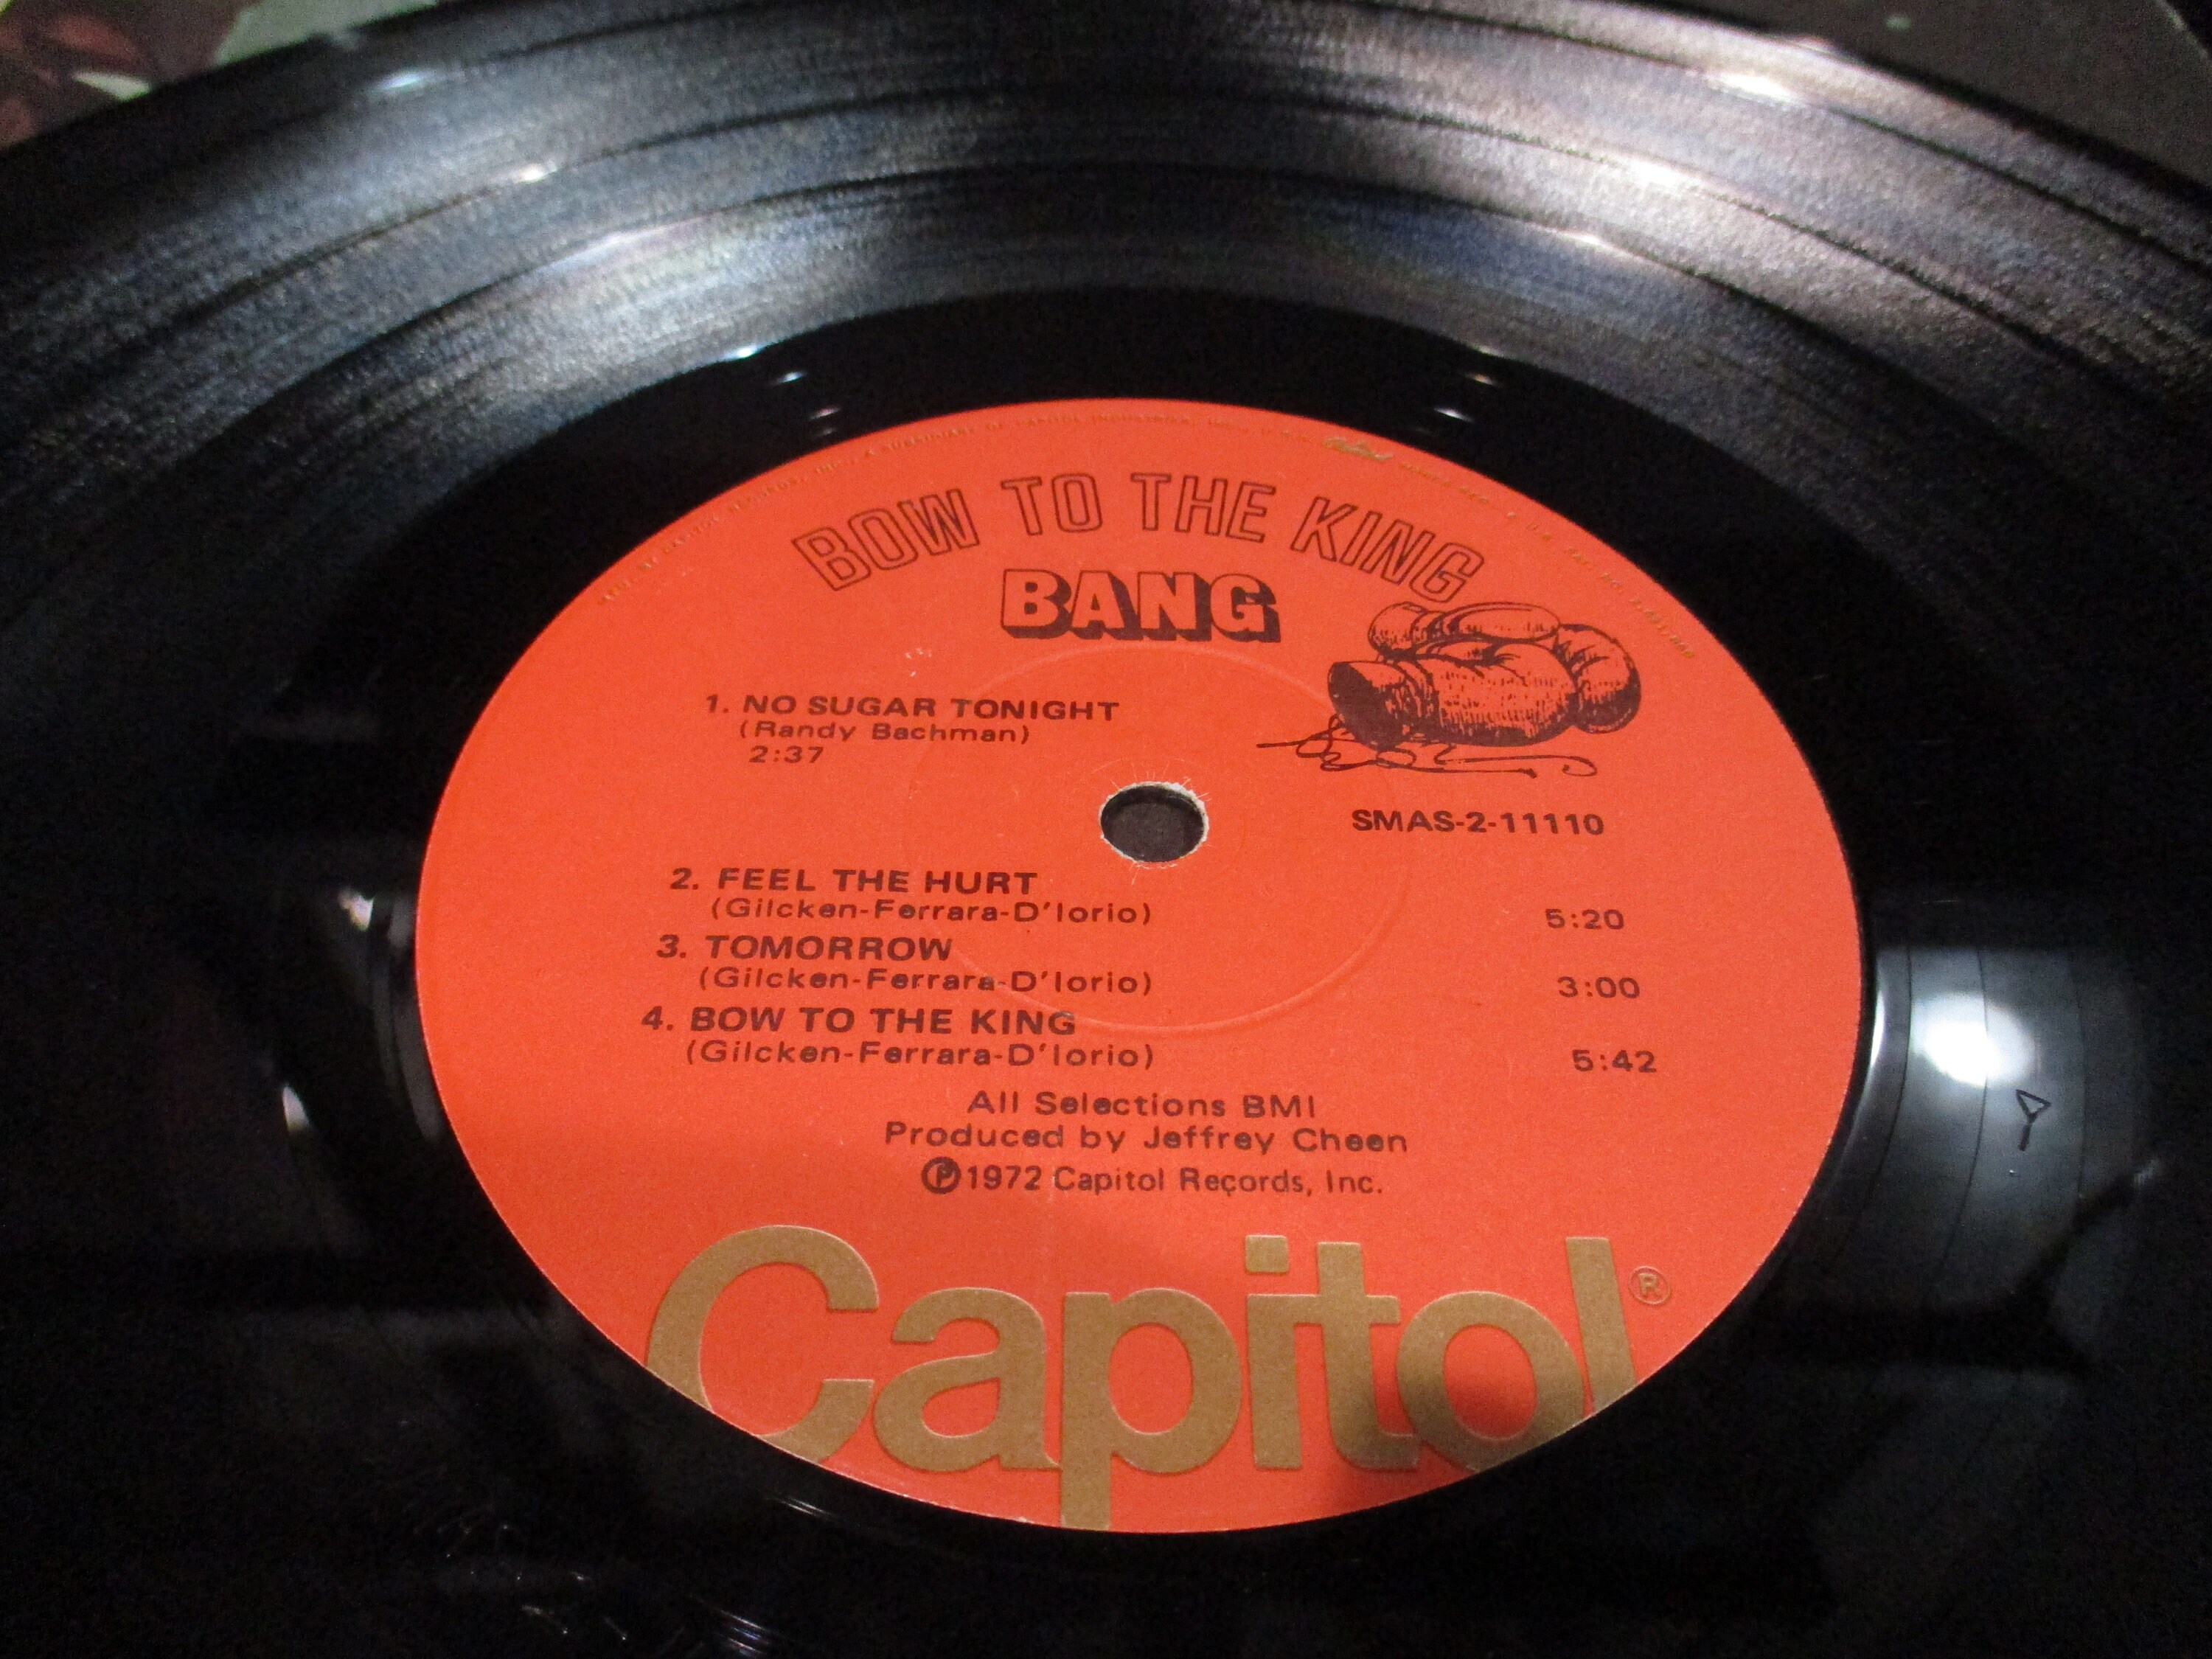 BOW TO THE KING
BANG
1. NO SUGAR TONIGHT
(Randy Bachman)
2:37
SMAS-2-11110
2. FEEL THE HURT
(Gilcken-Ferrara-D'Iorio) 5:20
3. TOMORROW
(Gilcken-Ferrara-D'Iorio) 3:00
4. BOW TO THE KING
(Gilcken-Ferrara-D'Iorio) 5:42
All Selections BMI
Produced by Jeffrey Cheen
℗1972 Capitol Records, Inc.
Capitol®